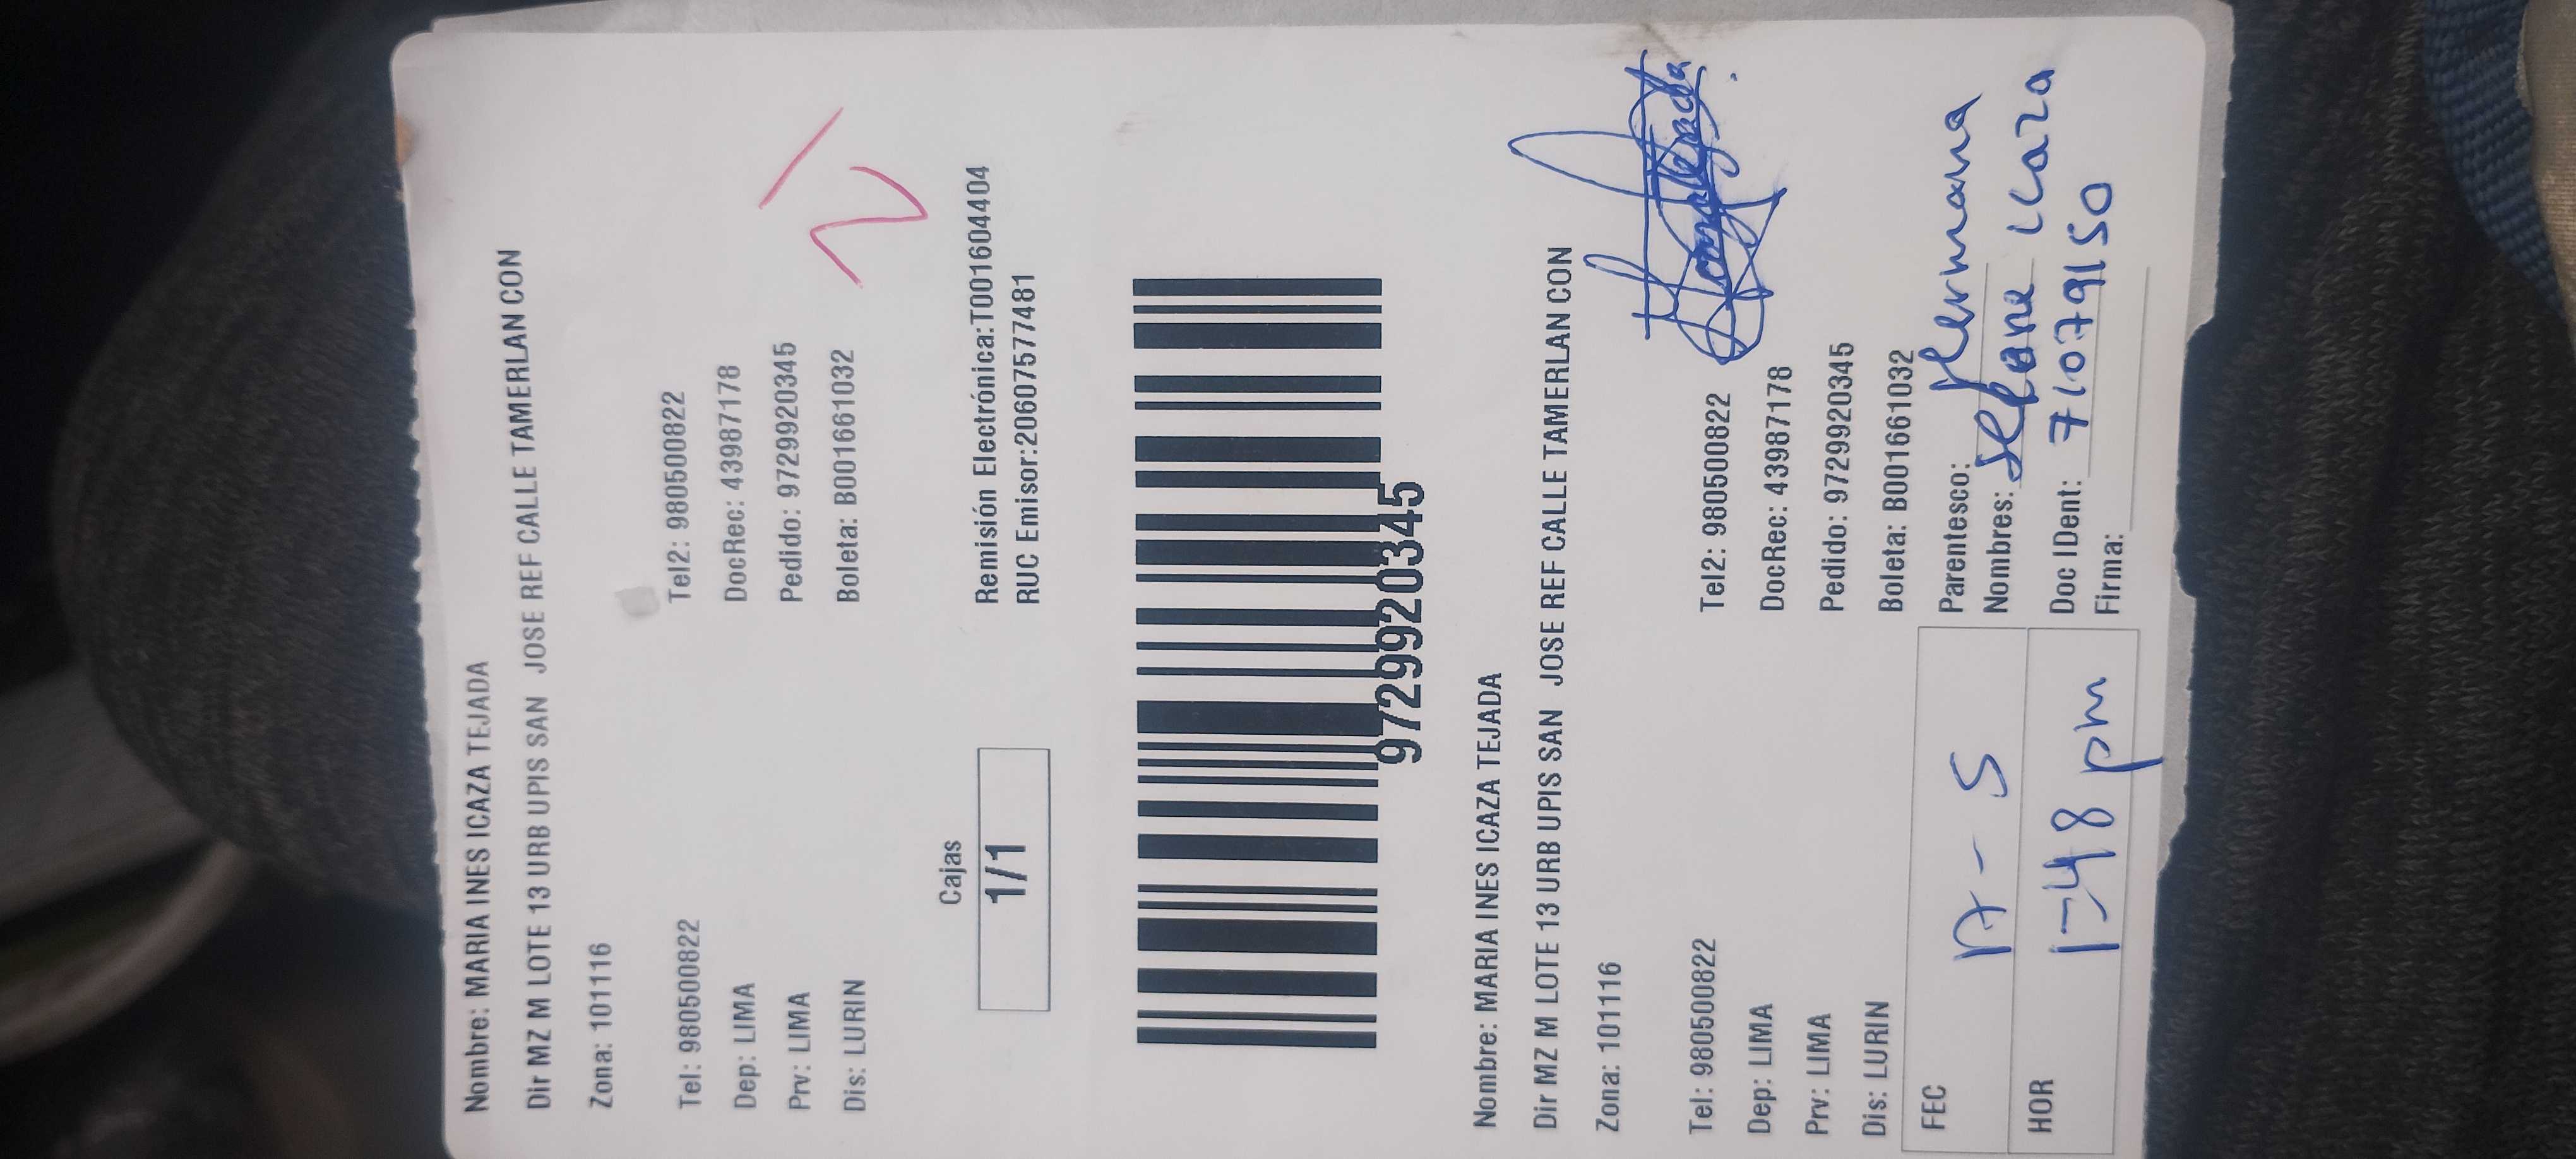 Nombre: MARIA INES ICAZA TEJADA
Dir MZ M LOTE 13 URB UPIS SAN JOSE REF CALLE TAMERLAN CON
Zona: 101116
Tel: 980500822 Tel2: 980500822
Dep: LIMA DocRec: 43987178
Prv: LIMA Pedido: 9729920345
Dis: LURIN Boleta: B001661032
Cajas
1/1
Remisión Electrónica:T001604404
RUC Emisor:20607577481
9729920345
Nombre: MARIA INES ICAZA TEJADA
Dir MZ M LOTE 13 URB UPIS SAN JOSE REF CALLE TAMERLAN CON
Zona: 101116
Tel: 980500822 Tel2: 980500822
Dep: LIMA DocRec: 43987178
Prv: LIMA Pedido: 9729920345
Dis: LURIN Boleta: B001661032
FEC Parentesco: Hermana
Nombres: Icaza
HOR 1-48 pm Doc IDent: 71079150
Firma: